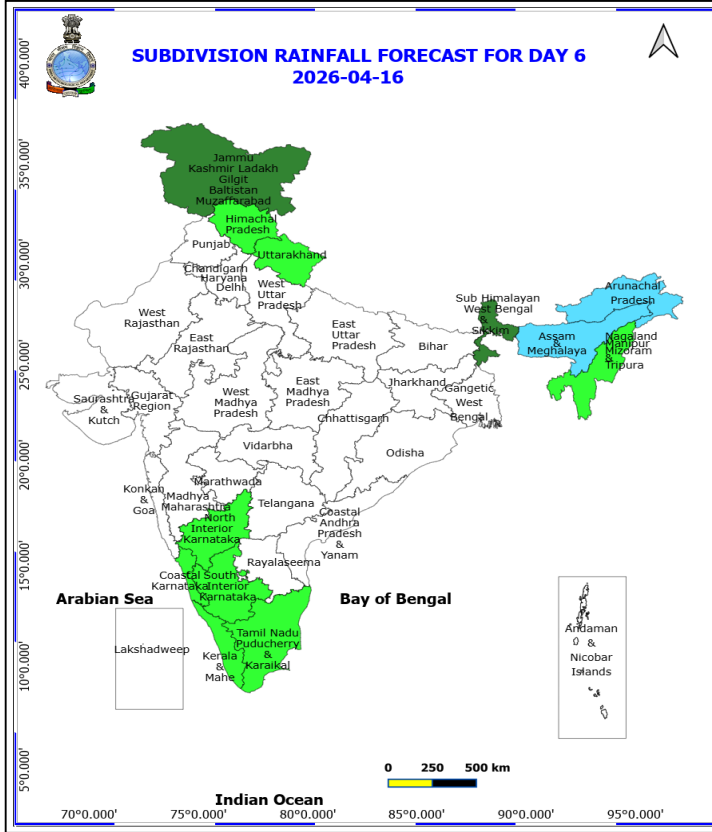 SUBDIVISION RAINFALL FORECAST FOR DAY 6
2026-04-16
40°0.000'
35°0.000'
30°0.000'
25°0.000'
20°0.000'
15°0.000'
10°0.000'
5°0.000'
Jammu
Kashmir Ladakh
Gilgit
Baltistan
Muzaffarabad
Himachal
Pradesh
Punjab
Uttarakhand
Chandigarh
Haryana
Delhi
West
Uttar
Pradesh
West
Rajasthan
East
Rajasthan
East
Uttar
Pradesh
Bihar
Sub Himalayan
West Bengal
&
Sikkim
Arunachal
Pradesh
Assam
&
Meghalaya
Nagaland
Manipur
Mizoram
&
Tripura
Saurashtra
&
Kutch
Gujarat
Region
West
Madhya
Pradesh
East
Madhya
Pradesh
Jharkhand
Gangetic
West
Bengal
Chhattisgarh
Odisha
Vidarbha
Konkan
&
Goa
Madhya
Maharashtra
Marathwada
Telangana
North
Interior
Karnataka
Coastal
Andhra
Pradesh
&
Yanam
Rayalaseema
Coastal
Karnataka
South
Interior
Karnataka
Arabian Sea
Bay of Bengal
Lakshadweep
Kerala
&
Mahe
Tamil Nadu
Puducherry
&
Karaikal
Andaman
&
Nicobar
Islands
0 250 500 km
Indian Ocean
70°0.000' 75°0.000' 80°0.000' 85°0.000' 90°0.000' 95°0.000'